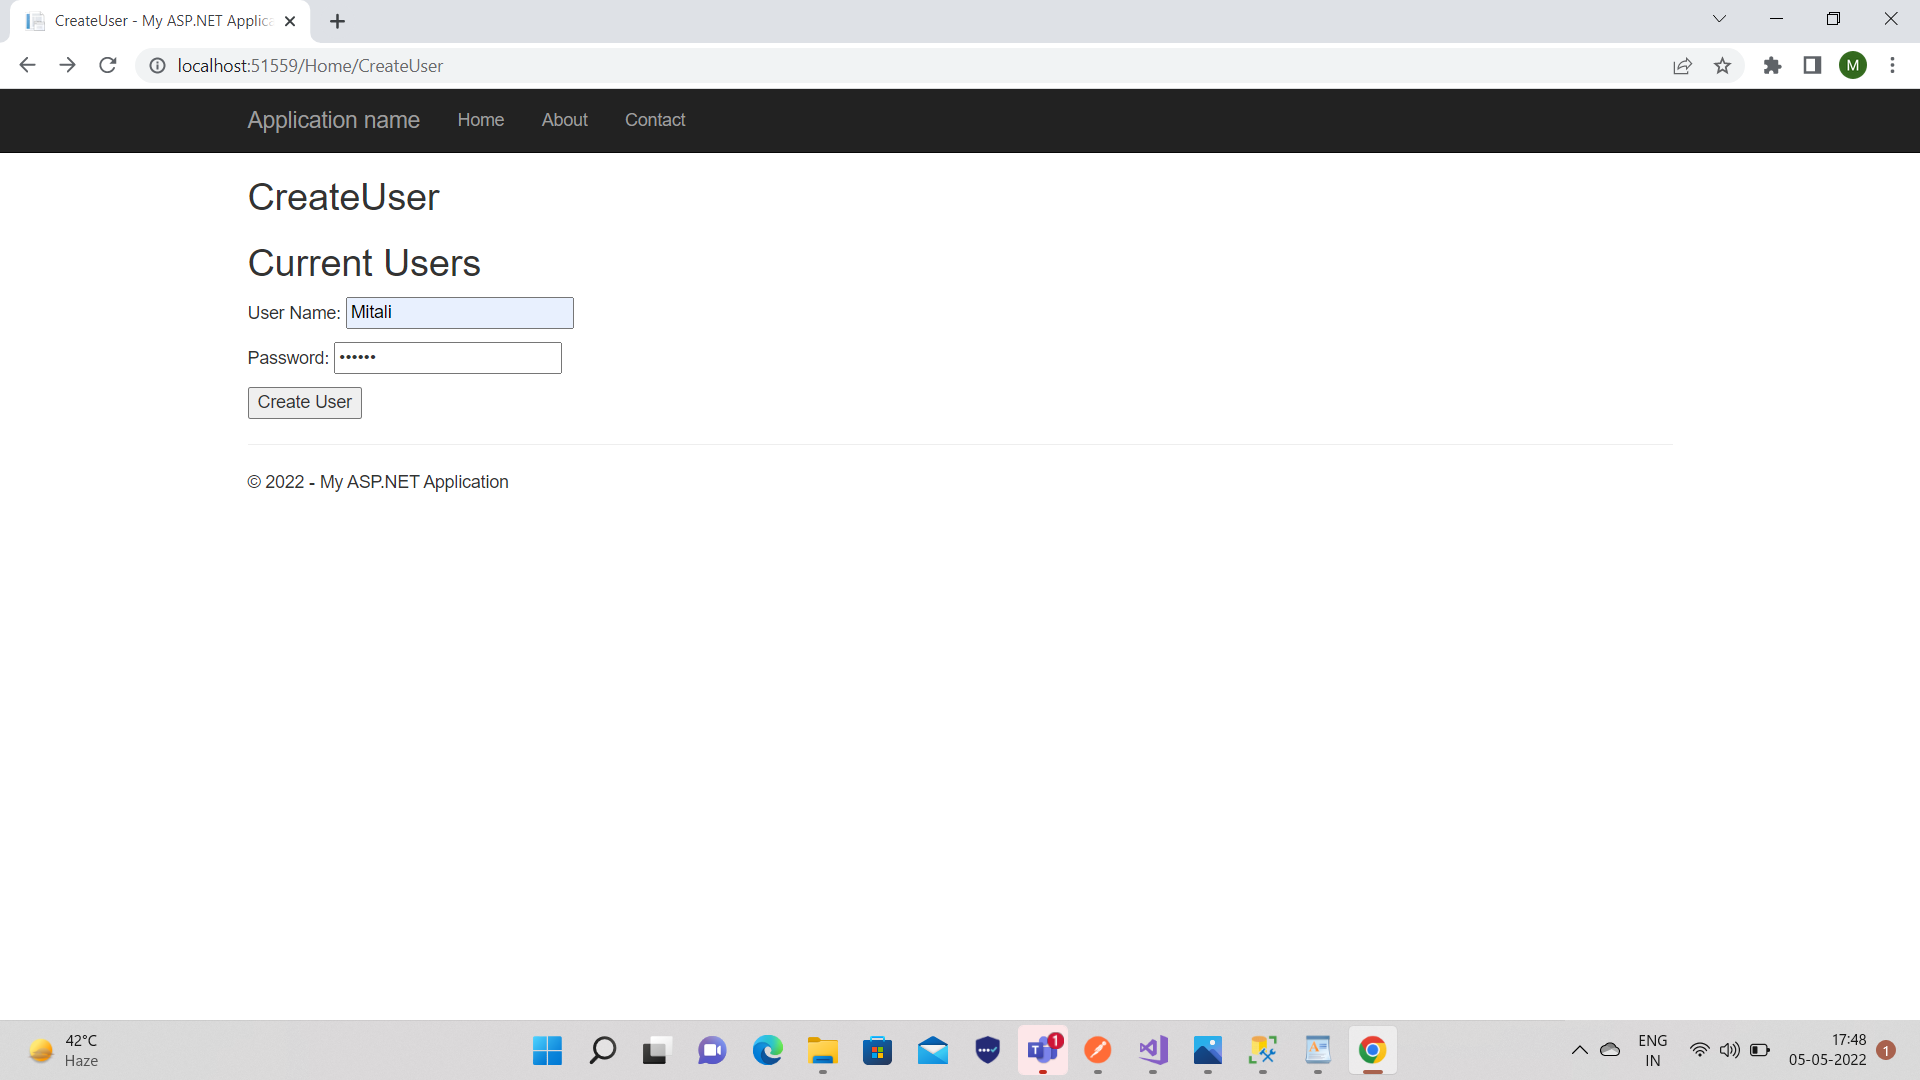 CreateUser - My ASP.NET Applica
localhost:51559/Home/CreateUser
M
Application name Home About Contact
CreateUser
Current Users
User Name: Mitali
Password: ••••••
Create User
© 2022 - My ASP.NET Application
42°C
Haze
1
ENG
IN
17:48
05-05-2022
1